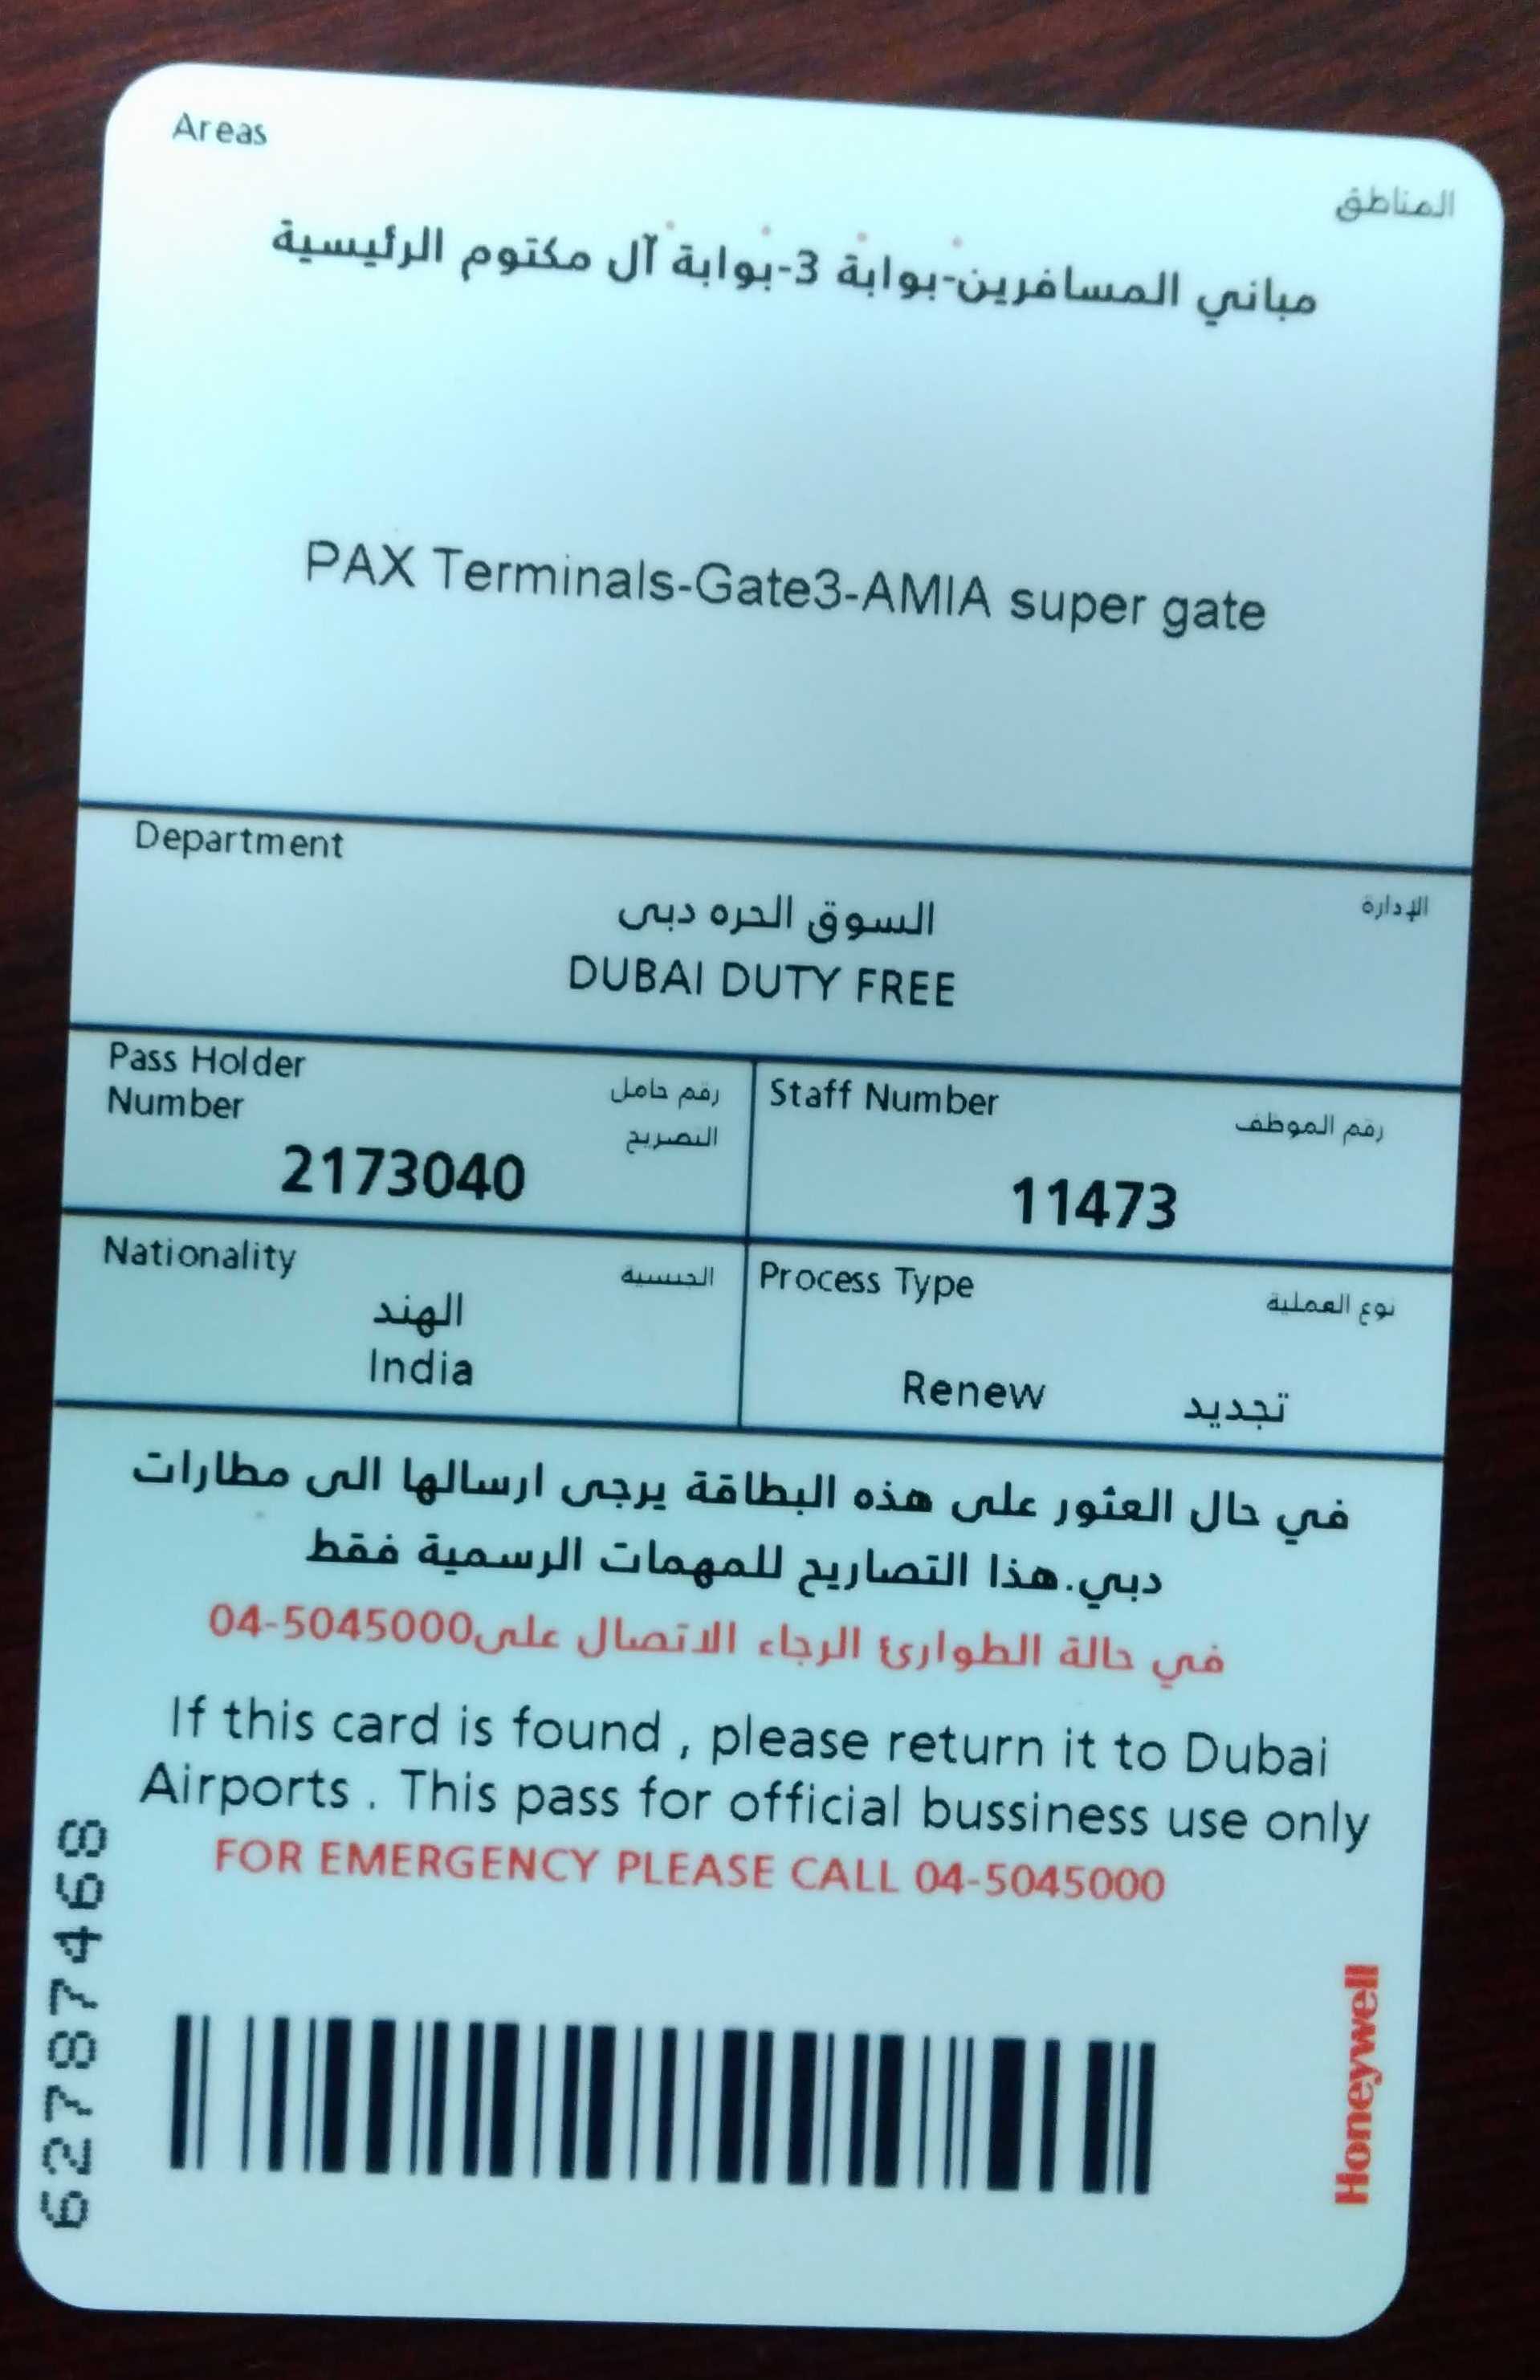 Areas
المناطق
مباني المسافرين-بوابة 3-بوابة آل مكتوم الرئيسية
PAX Terminals-Gate3-AMIA super gate
Department
الإدارة
السوق الحره دبى
DUBAI DUTY FREE
Pass Holder
Number
رقم حامل
التصريح
2173040
Staff Number
رقم الموظف
11473
Nationality
الجنسية
الهند
India
Process Type
نوع العملية
Renew تجديد
في حال العثور على هذه البطاقة يرجى ارسالها الى مطارات
دبي.هذا التصاريح للمهمات الرسمية فقط
في حالة الطوارئ الرجاء الاتصال على04-5045000
If this card is found , please return it to Dubai
Airports . This pass for official bussiness use only
FOR EMERGENCY PLEASE CALL 04-5045000
62787468
Honeywell